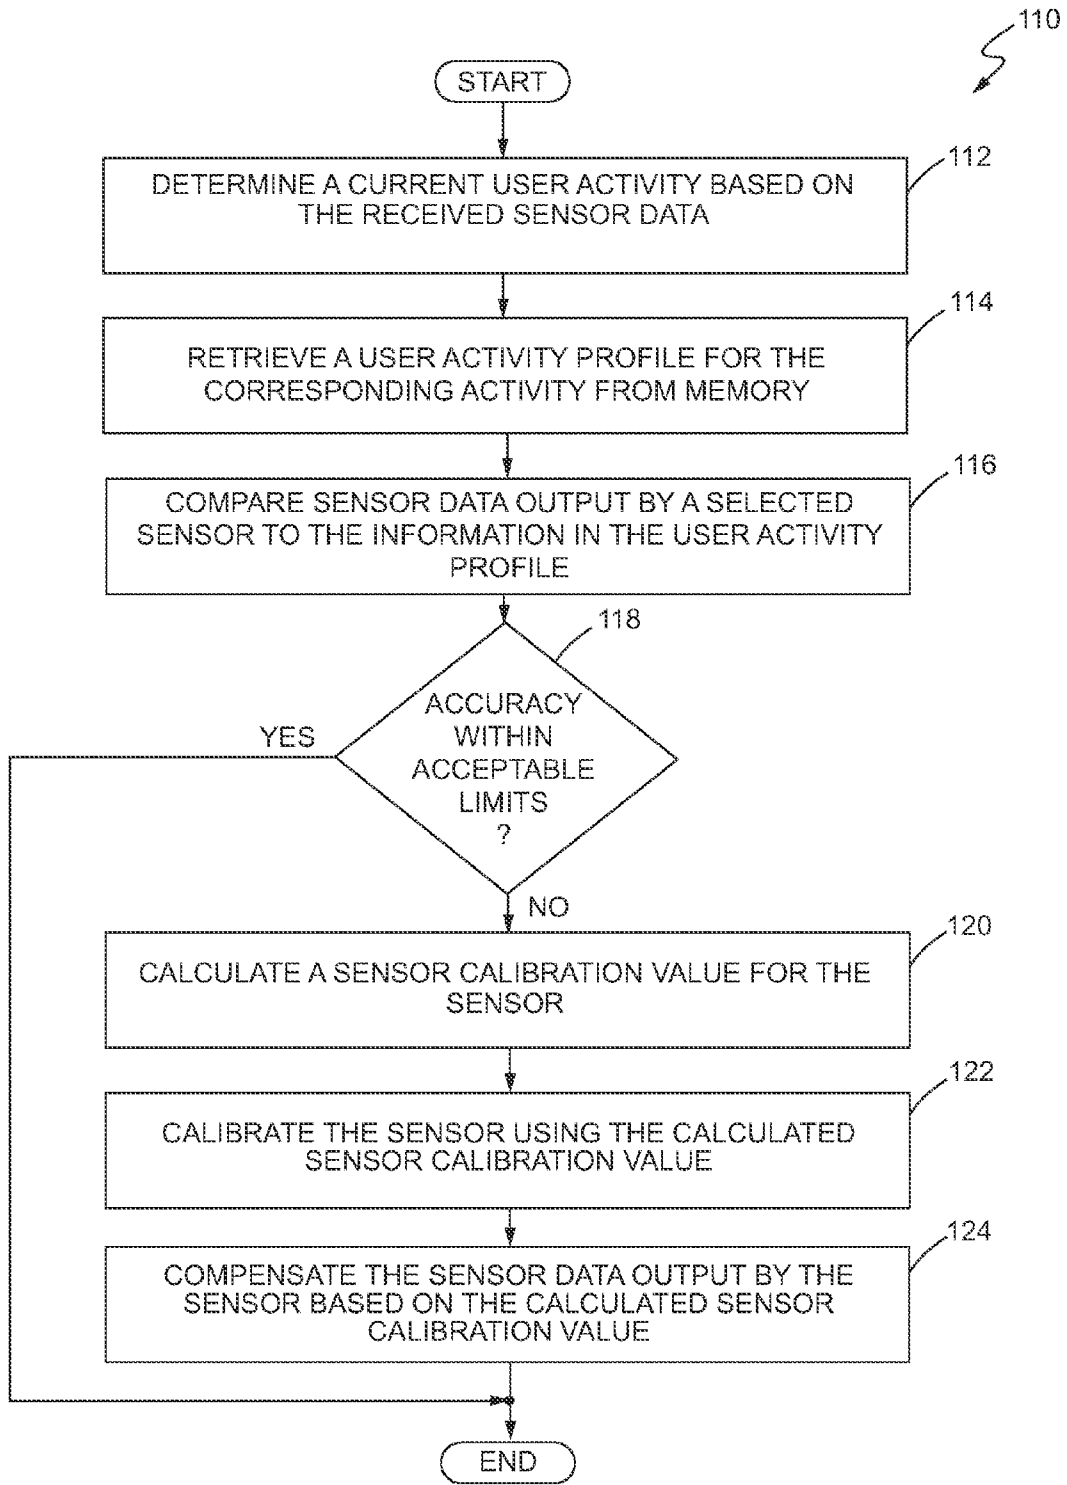 110
START
112
DETERMINE A CURRENT USER ACTIVITY BASED ON
THE RECEIVED SENSOR DATA
114
RETRIEVE A USER ACTIVITY PROFILE FOR THE
CORRESPONDING ACTIVITY FROM MEMORY
116
COMPARE SENSOR DATA OUTPUT BY A SELECTED
SENSOR TO THE INFORMATION IN THE USER ACTIVITY
PROFILE
118
ACCURACY
WITHIN
ACCEPTABLE
LIMITS
?
YES
NO
120
CALCULATE A SENSOR CALIBRATION VALUE FOR THE
SENSOR
122
CALIBRATE THE SENSOR USING THE CALCULATED
SENSOR CALIBRATION VALUE
124
COMPENSATE THE SENSOR DATA OUTPUT BY THE
SENSOR BASED ON THE CALCULATED SENSOR
CALIBRATION VALUE
END